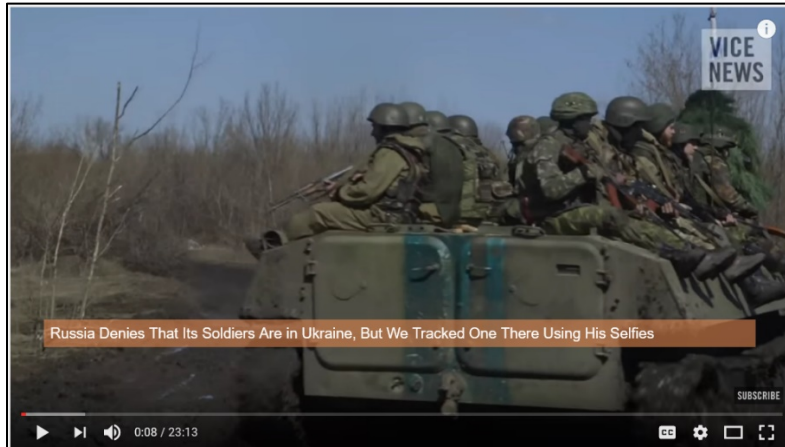 i
VICE
NEWS
Russia Denies That Its Soldiers Are in Ukraine, But We Tracked One There Using His Selfies
SUBSCRIBE
0:08 / 23:13
CC